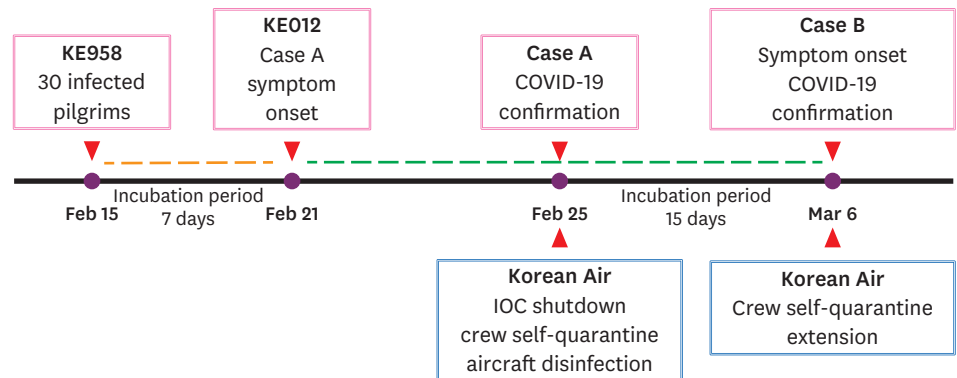 KE958
30 infected
pilgrims
KE012
Case A
symptom
onset
Case A
COVID-19
confirmation
Case B
Symptom onset
COVID-19
confirmation
Incubation period
7 days
Incubation period
15 days
Feb 15
Feb 21
Feb 25
Mar 6
Korean Air
IOC shutdown
crew self-quarantine
aircraft disinfection
Korean Air
Crew self-quarantine
extension